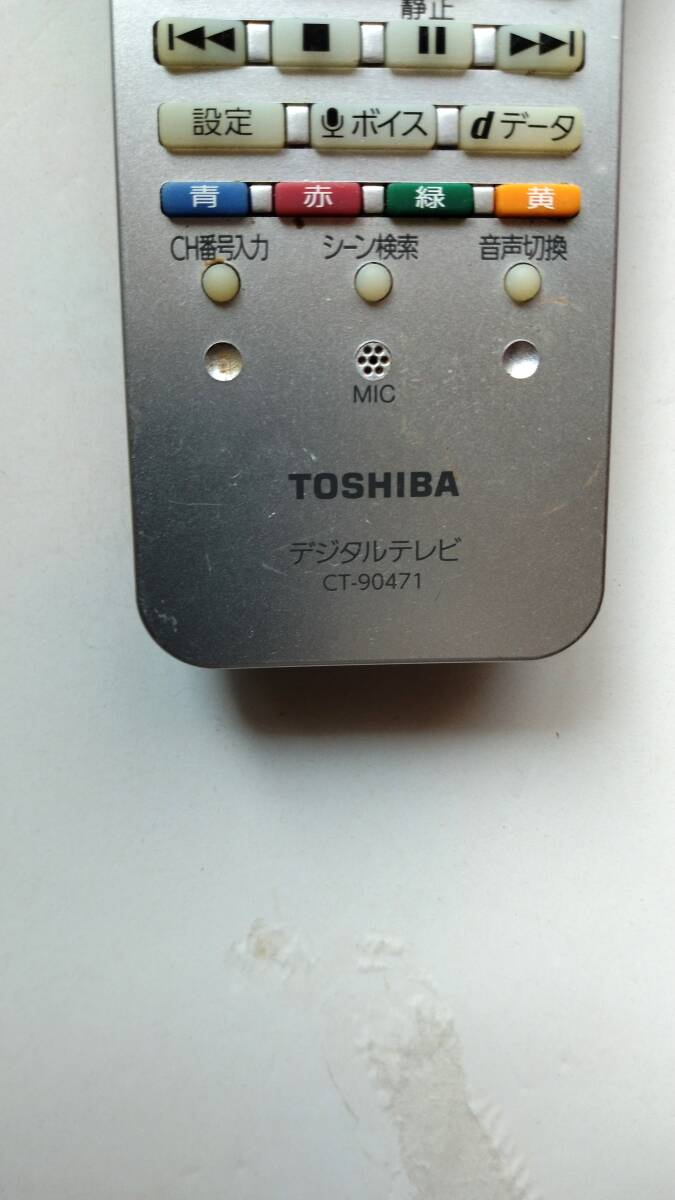 静止
設定 ボイス dデータ
青 赤 緑 黄
CH番号入力 シーン検索 音声切換
MIC
TOSHIBA
デジタルテレビ
CT-90471